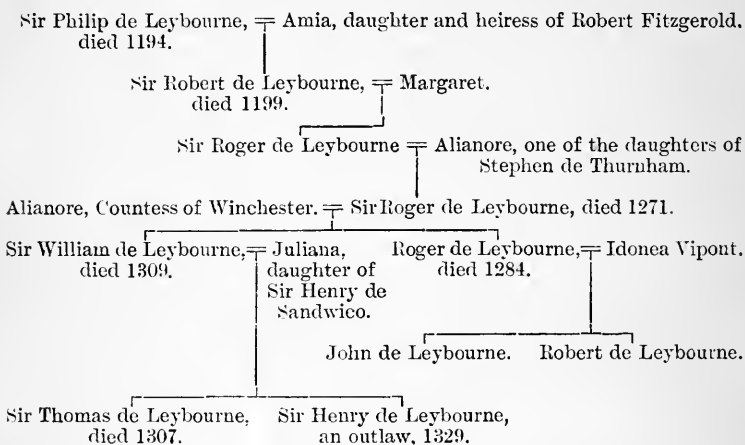 Sir Philip de Leybourne, = Amia, daughter and heiress of Robert Fitzgerold.
died 1194.
Sir Robert de Leybourne, = Margaret.
died 1199.
Sir Roger de Leybourne = Alianore, one of the daughters of
Stephen de Thurnham.
Alianore, Countess of Winchester. = Sir Roger de Leybourne, died 1271.
Sir William de Leybourne, = Juliana, Roger de Leybourne, = Idonea Vipont.
died 1309. daughter of died 1284.
Sir Henry de
Sandwico.
John de Leybourne. Robert de Leybourne.
Sir Thomas de Leybourne, Sir Henry de Leybourne,
died 1307. an outlaw, 1329.